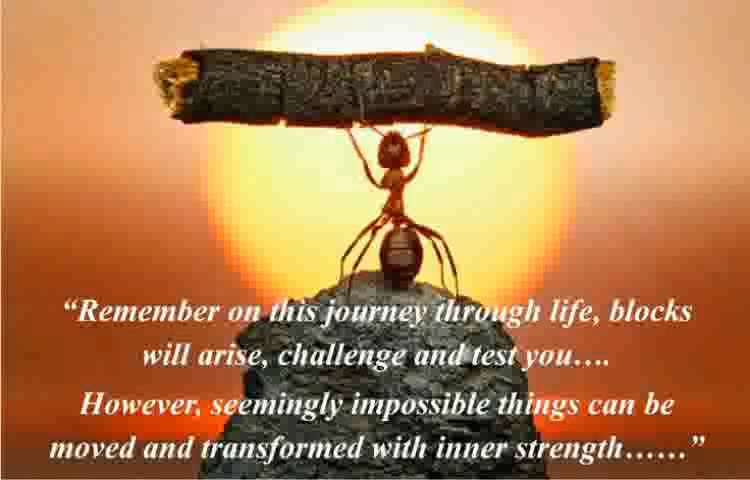 “Remember on this journey through life, blocks
will arise, challenge and test you….
However, seemingly impossible things can be
moved and transformed with inner strength……”